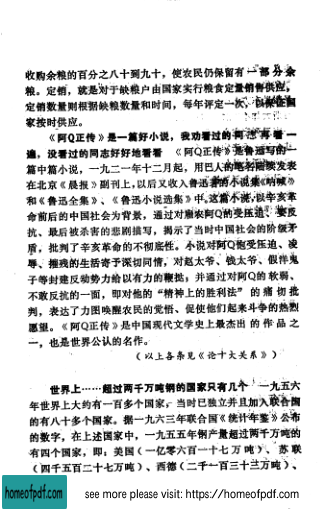 收购余粮的百分之八十到九十，使农民仍保留有一部分余
粮。定销，就是对于缺粮户由国家实行粮食定量销售供应，
定销数量则根据缺粮数量和时间，每年评定一次，以保证国
家按时供应。
《阿Q正传》是一篇好小说，我劝看过的同志再看一
遍，没看过的同志好好地看看　《阿Q正传》是鲁迅写的一
篇中篇小说，一九二一年十二月起，用巴人的笔名陆续发表
在北京《晨报》副刊上，以后又收入鲁迅著的小说集《呐喊》
和《鲁迅全集》、《鲁迅小说选集》中。这篇小说，以辛亥革
命前后的中国社会为背景，通过对雇农阿Q的受压迫、要反
抗、最后被杀害的悲剧描写，揭示了当时中国社会的阶级矛
盾，批判了辛亥革命的不彻底性。小说对阿Q饱受压迫、凌
辱、摧残的生活寄予深切同情，对赵太爷、钱太爷、假洋鬼
子等封建反动势力给以有力的鞭挞；并通过对阿Q的软弱、
不敢反抗的一面，即对他的“精神上的胜利法”的痛切批
判，表达了力图唤醒农民的觉悟、促使他们起来斗争的热烈
愿望。《阿Q正传》是中国现代文学史上最杰出的作品之
一，也是世界公认的名作。
（以上各条见《论十大关系》）
世界上……超过两千万吨钢的国家只有几个　一九五六
年世界上大约有一百多个国家，当时已独立并且加入联合国
的有八十多个国家。据一九六三年联合国《统计年鉴》公布
的数字，在上述国家中，一九五五年钢产量超过两千万吨的
有四个国家，即：美国（一亿零六百一十七万吨）、苏联
（四千五百二十七万吨）、西德（二千一百三十三万吨）、
homeofpdf.com
see more please visit: https://homeofpdf.com